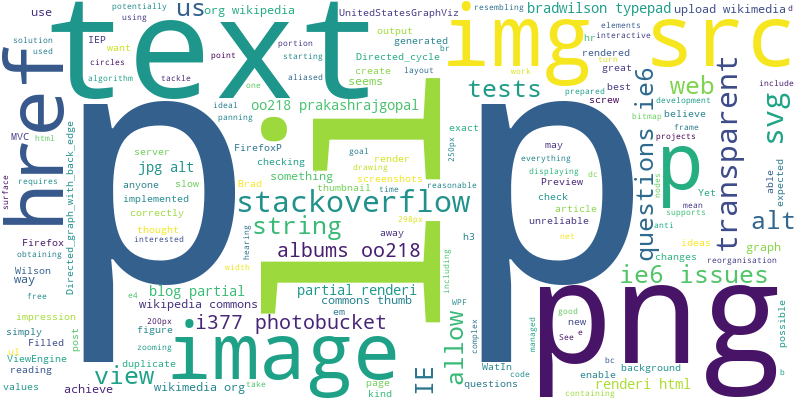 use
potentially
using
solution
used
IEP
circles
algorithm
tackle
text
us
org wikipedia
point
portion
starting
one
aliased
UnitedStatesGraphViz
output
generated
Directed_cycle
br
want
create
layout
seems
resembling
bradwilson typepad
upload wikimedia
d
img src
elements
interactive
hr
rendered
great
turn
best
work
screw
prepared
href
surface
MVC
html
requires
Firefox
obtaining
Wilson
way
free
Directed_graph_with_back_edge
p
server
jpg alt
anyone
slow
implemented
correctly
thought
interested
oo218 prakashrajgopal
ideal
panning
FirefoxP
checking
goal
render
drawing
something
screenshots
thumbnail
time
Brad
i
T
T
tests
exact
250px
reasonable
stackoverflow
string
298px
away
hearing
width
albums oo218
h3
including
p
may
everything
displaying
dc
Preview
check
article
unreliable
net
questions ie6
web
include
development
believe
bitmap
frame
projects
p
nodes
Yet
mean
supports
anti
transparent
svg
able
expected
alt
ideas
graph
changes
reorganisation
ie6 issues
e4
blog partial
wikipedia commons
partial renderi
commons thumb
em
WPF
complex
impression
simply
Filled
ul
ViewEngine
reading
values
post
200px
figure
zooming
i377 photobucket
image
view
duplicate
achieve
wikimedia org
take
page
kind
IE
allow
questions
WatIn
code
managed
png
good
new
See
e
bc
enable
background
renderi html
containing
possible
b